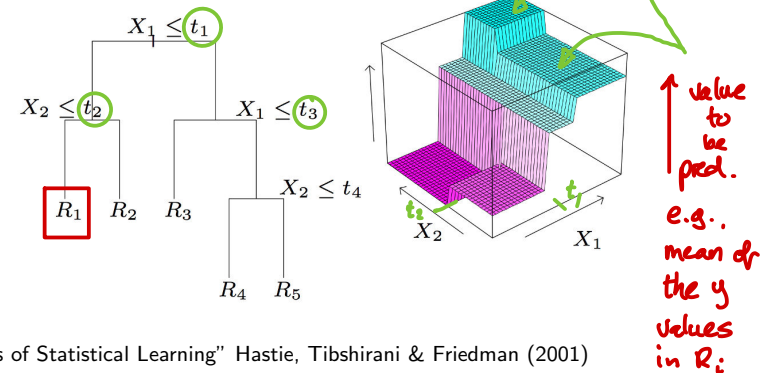 X₁ ≤ t₁
X₂ ≤ t₂
X₁ ≤ t₃
X₂ ≤ t₄
R₁
R₂
R₃
R₄
R₅
t₂
X₂
t₁
X₁
value
to
be
pred.
e.g.,
mean of
the y
values
in Rᵢ
s of Statistical Learning” Hastie, Tibshirani & Friedman (2001)